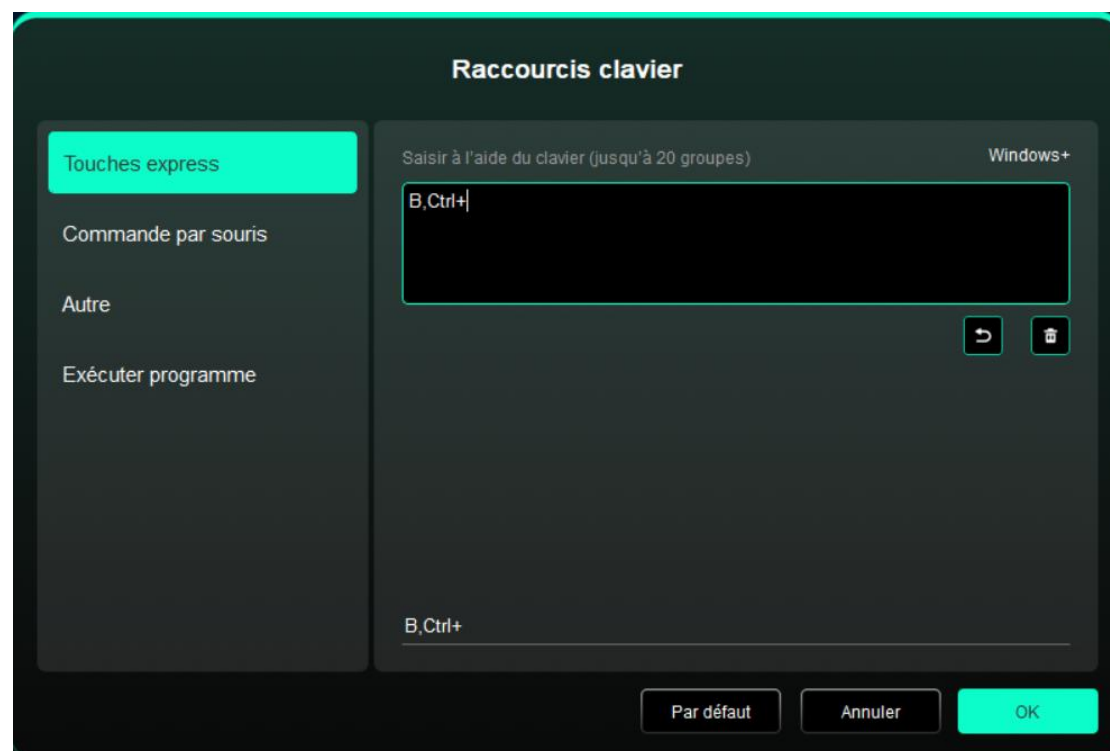 Raccourcis clavier
Touches express
Commande par souris
Autre
Exécuter programme
Saisir à l'aide du clavier (jusqu'à 20 groupes)
Windows+
B,Ctrl+
B,Ctrl+
Par défaut
Annuler
OK